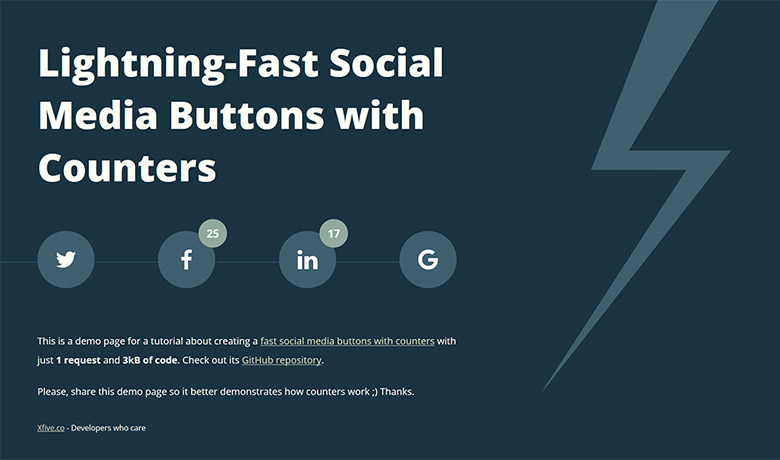 Lightning-Fast Social
Media Buttons with
Counters
25
17
This is a demo page for a tutorial about creating a fast social media buttons with counters with
just 1 request and 3kB of code. Check out its GitHub repository.
Please, share this demo page so it better demonstrates how counters work ;) Thanks.
Xfive.co - Developers who care